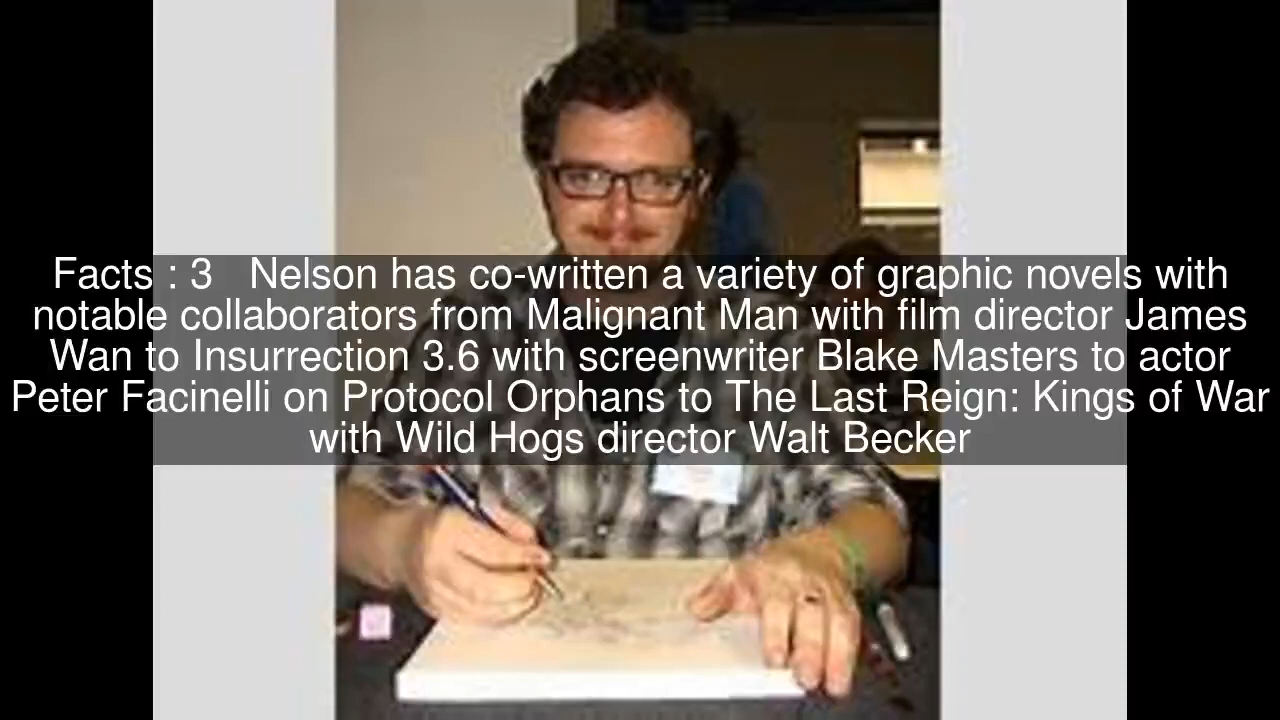 Facts : 3   Nelson has co-written a variety of graphic novels with
notable collaborators from Malignant Man with film director James
Wan to Insurrection 3.6 with screenwriter Blake Masters to actor
Peter Facinelli on Protocol Orphans to The Last Reign: Kings of War
with Wild Hogs director Walt Becker